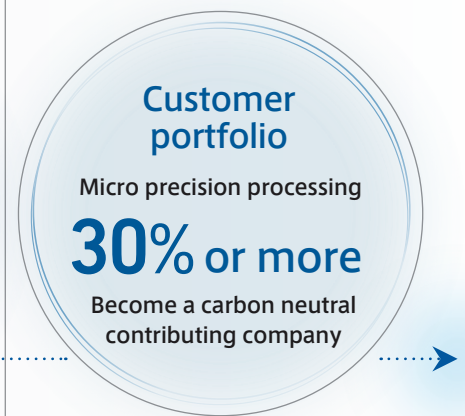 Customer
portfolio
Micro precision processing
30% or more
Become a carbon neutral
contributing company